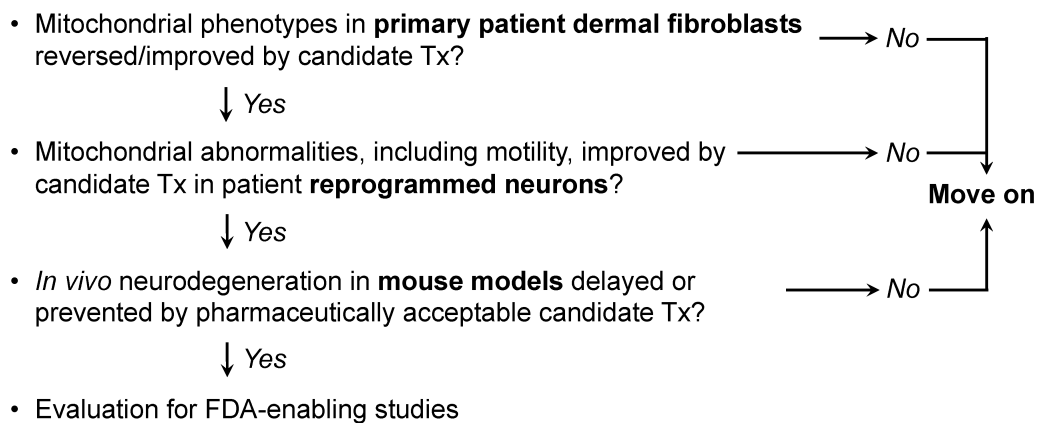 • Mitochondrial phenotypes in primary patient dermal fibroblasts
reversed/improved by candidate Tx?
No
Yes
• Mitochondrial abnormalities, including motility, improved by
candidate Tx in patient reprogrammed neurons?
No
Move on
Yes
• In vivo neurodegeneration in mouse models delayed or
prevented by pharmaceutically acceptable candidate Tx?
No
Yes
• Evaluation for FDA-enabling studies